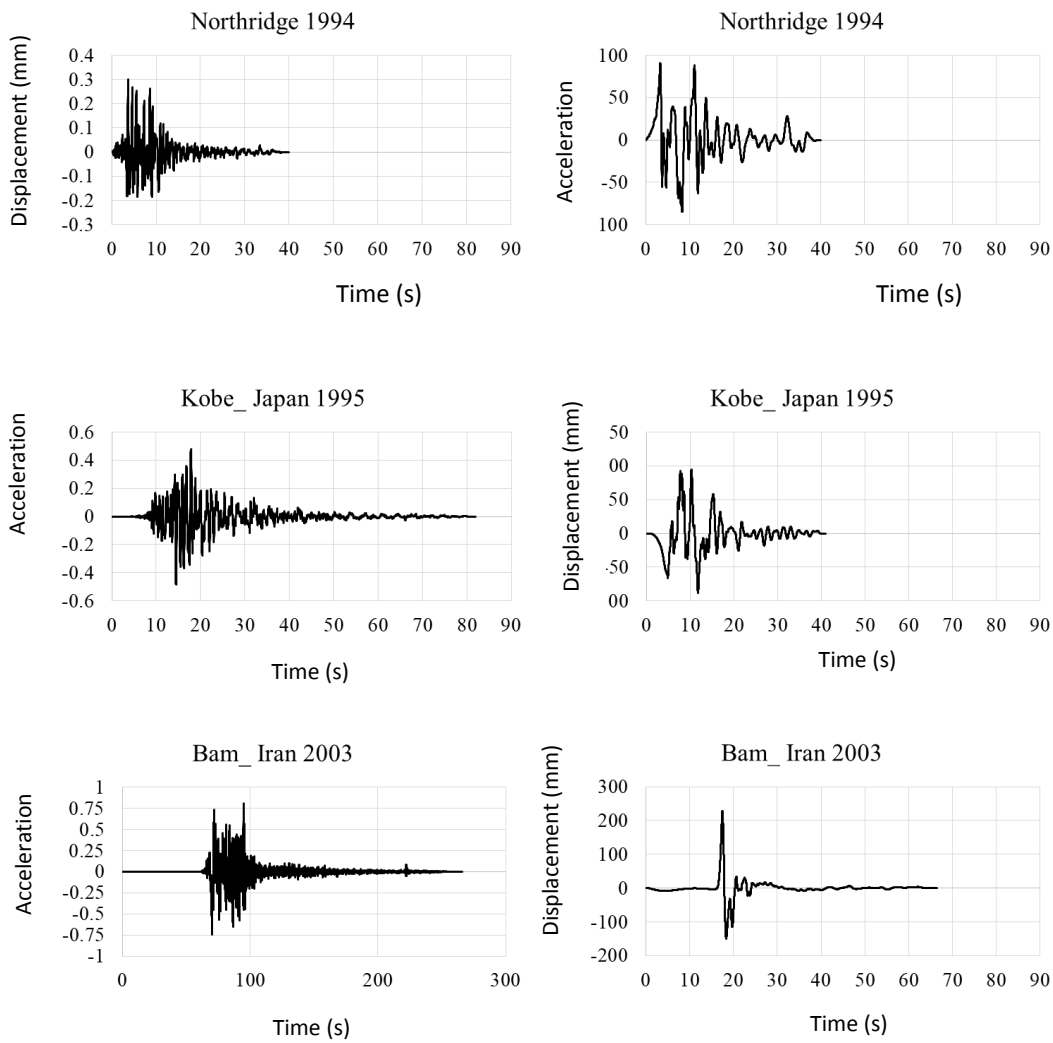 Northridge 1994
Displacement (mm)
0.4
0.3
0.2
0.1
0
-0.1
-0.2
-0.3
0 10 20 30 40 50 60 70 80 90
Time (s)
Northridge 1994
Acceleration
100
50
0
-50
100
0 10 20 30 40 50 60 70 80 90
Time (s)
Kobe_ Japan 1995
Acceleration
0.6
0.4
0.2
0
-0.2
-0.4
-0.6
0 10 20 30 40 50 60 70 80 90
Time (s)
Kobe_ Japan 1995
Displacement (mm)
50
00
50
0
50
00
0 10 20 30 40 50 60 70 80 90
Time (s)
Bam_ Iran 2003
Acceleration
1
0.75
0.5
0.25
0
-0.25
-0.5
-0.75
-1
0 100 200 300
Time (s)
Bam_ Iran 2003
Displacement (mm)
300
200
100
0
-100
-200
0 10 20 30 40 50 60 70 80 90
Time (s)